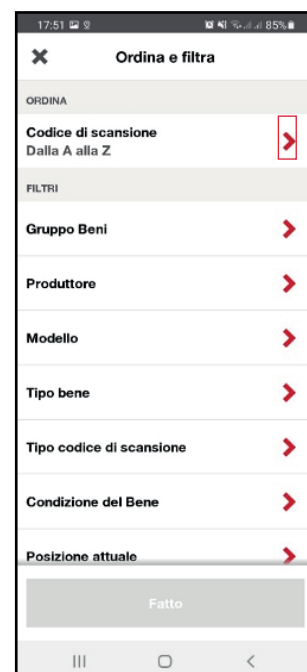 17:51 85%
Ordina e filtra
ORDINA
Codice di scansione
Dalla A alla Z
FILTRI
Gruppo Beni
Produttore
Modello
Tipo bene
Tipo codice di scansione
Condizione del Bene
Posizione attuale
Fatto